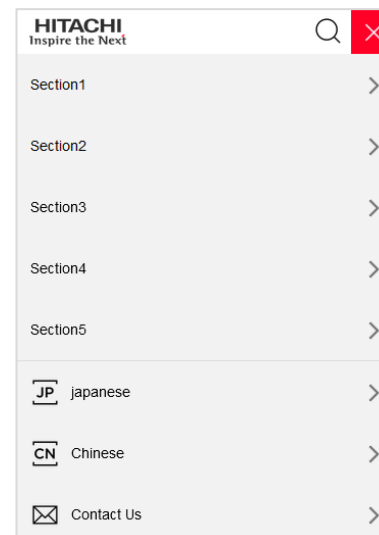 HITACHI
Inspire the Next
Section1
Section2
Section3
Section4
Section5
JP japanese
CN Chinese
Contact Us